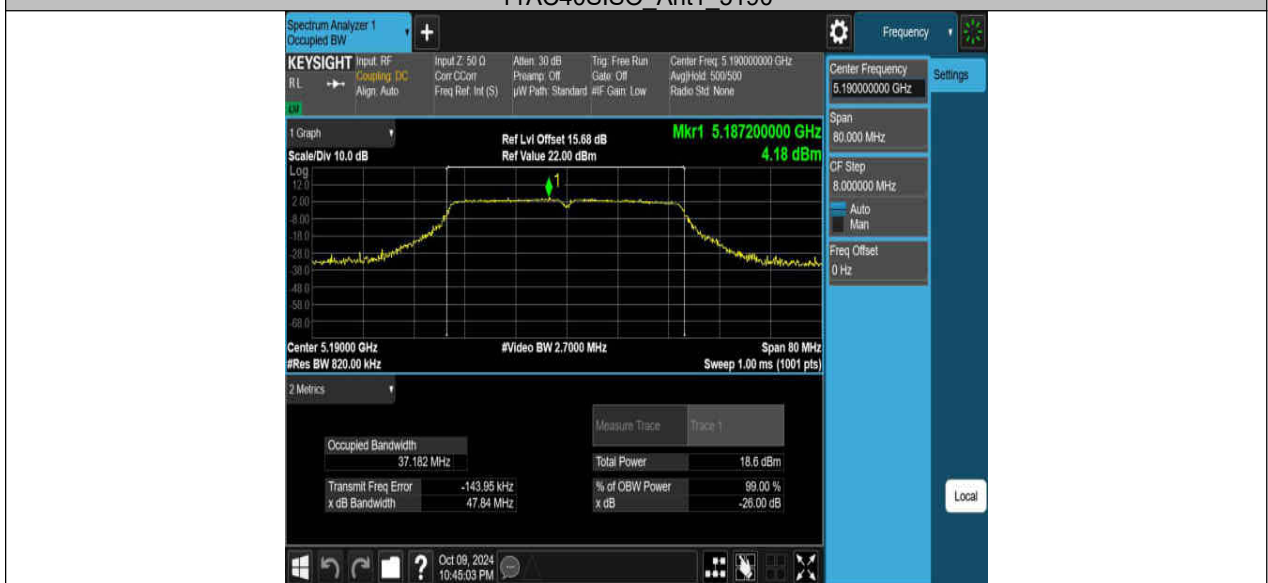 11AC40SISO_Ant1_5190
Spectrum Analyzer 1
Occupied BW
+
Frequency
KEYSIGHT
RL
Input: RF
Coupling: DC
Align: Auto
Input Z: 50 Ω
Corr CCorr
Freq Ref: Int (S)
Atten: 30 dB
Preamp: Off
µW Path: Standard
Trig: Free Run
Gate: Off
#IF Gain: Low
Center Freq: 5.190000000 GHz
Avg|Hold: 500/500
Radio Std: None
Center Frequency
5.190000000 GHz
Settings
Span
80.000 MHz
CF Step
8.000000 MHz
Auto
Man
Freq Offset
0 Hz
1 Graph
Scale/Div 10.0 dB
Ref Lvl Offset 15.68 dB
Ref Value 22.00 dBm
Mkr1 5.187200000 GHz
4.18 dBm
Log
12.0
2.00
-8.00
-18.0
-28.0
-38.0
-48.0
-58.0
-68.0
1
Center 5.19000 GHz
#Res BW 820.00 kHz
#Video BW 2.7000 MHz
Span 80 MHz
Sweep 1.00 ms (1001 pts)
2 Metrics
Measure Trace Trace 1
Occupied Bandwidth
37.182 MHz
Total Power 18.6 dBm
Transmit Freq Error -143.95 kHz
% of OBW Power 99.00 %
x dB Bandwidth 47.84 MHz
x dB -26.00 dB
Local
?
Oct 09, 2024
10:45:03 PM